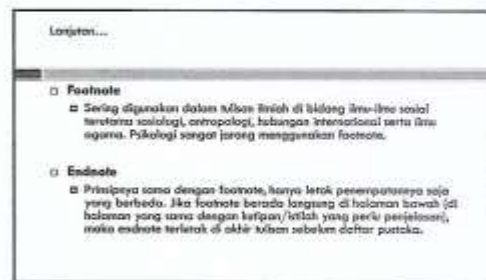 Lanjutan...
Footnote
Sering digunakan dalam tulisan ilmiah di bidang ilmu-ilmu sosial
terutama sosiologi, antropologi, hubungan internasional serta ilmu
agama. Psikologi sangat jarang menggunakan footnote.
Endnote
Prinsipnya sama dengan footnote, hanya letak penempatannya saja
yang berbeda. Jika footnote berada langsung di halaman bawah (di
halaman yang sama dengan kutipan/istilah yang perlu penjelasan),
maka endnote terletak di akhir tulisan sebelum daftar pustaka.